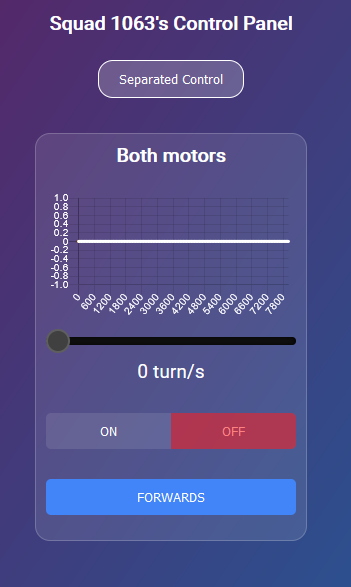 Squad 1063's Control Panel
Separated Control
Both motors
1.0
0.8
0.6
0.4
0.2
0
-0.2
-0.4
-0.6
-0.8
-1.0
0 600 1200 1800 2400 3000 3600 4200 4800 5400 6000 6600 7200 7800
0 turn/s
ON OFF
FORWARDS